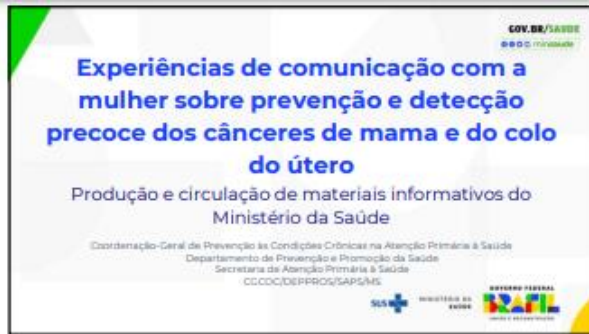 GOV.BR/SAUDE
minsaude
Experiências de comunicação com a
mulher sobre prevenção e detecção
precoce dos cânceres de mama e do colo
do útero
Produção e circulação de materiais informativos do
Ministério da Saúde
Coordenação-Geral de Prevenção às Condições Crônicas na Atenção Primária à Saúde
Departamento de Prevenção e Promoção da Saúde
Secretaria de Atenção Primária à Saúde
CGCOC/DEPPROS/SAPS/MS
SUS
MINISTÉRIO DA
SAÚDE
GOVERNO FEDERAL
BRASIL
UNIÃO E RECONSTRUÇÃO